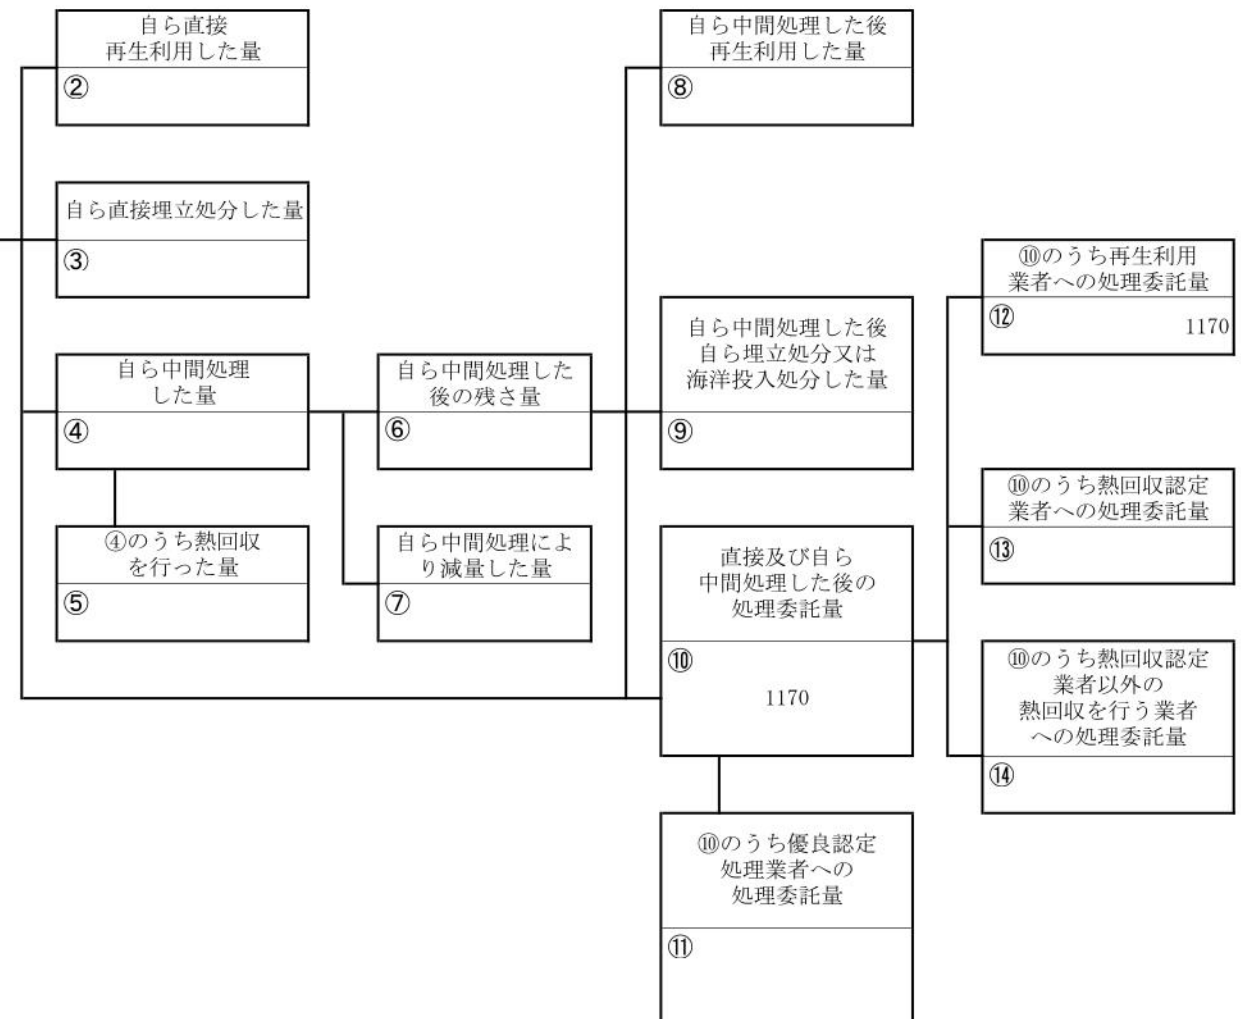 自ら直接
再生利用した量
②
自ら直接埋立処分した量
③
自ら中間処理
した量
④
④のうち熱回収
を行った量
⑤
自ら中間処理した
後の残さ量
⑥
自ら中間処理によ
り減量した量
⑦
自ら中間処理した後
再生利用した量
⑧
自ら中間処理した後
自ら埋立処分又は
海洋投入処分した量
⑨
直接及び自ら
中間処理した後の
処理委託量
⑩
1170
⑩のうち優良認定
処理業者への
処理委託量
⑪
⑩のうち再生利用
業者への処理委託量
⑫
1170
⑩のうち熱回収認定
業者への処理委託量
⑬
⑩のうち熱回収認定
業者以外の
熱回収を行う業者
への処理委託量
⑭